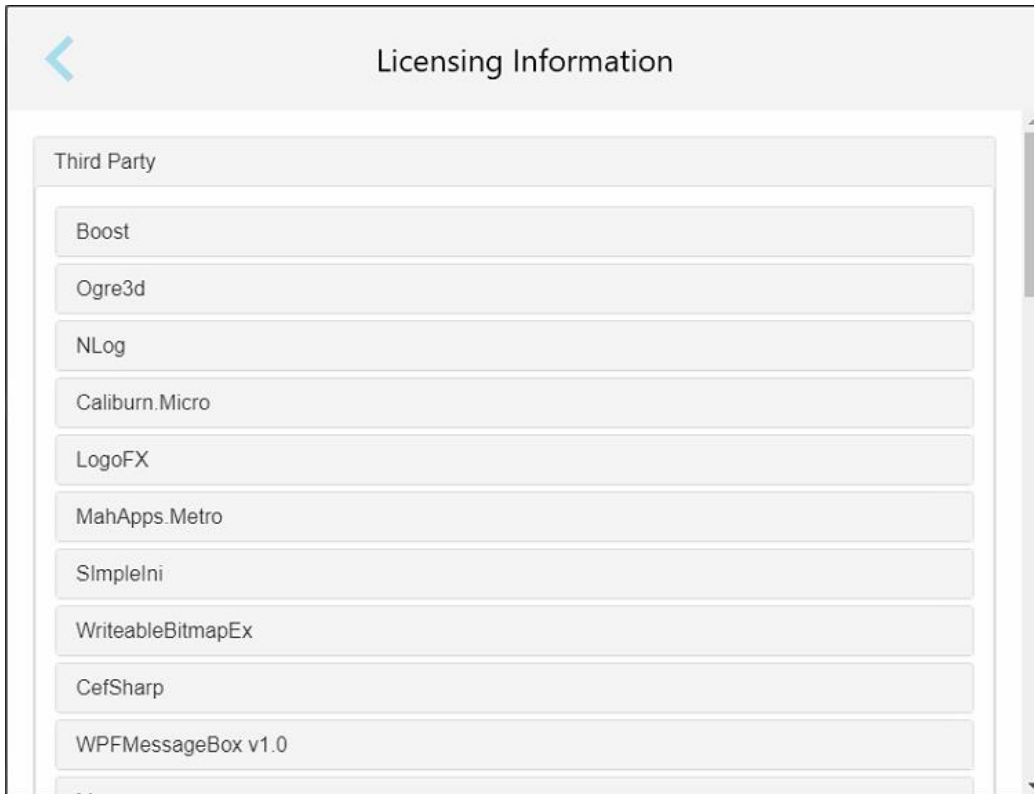 Licensing Information
Third Party
Boost
Ogre3d
NLog
Caliburn.Micro
LogoFX
MahApps.Metro
SImpleIni
WriteableBitmapEx
CefSharp
WPFMessageBox v1.0